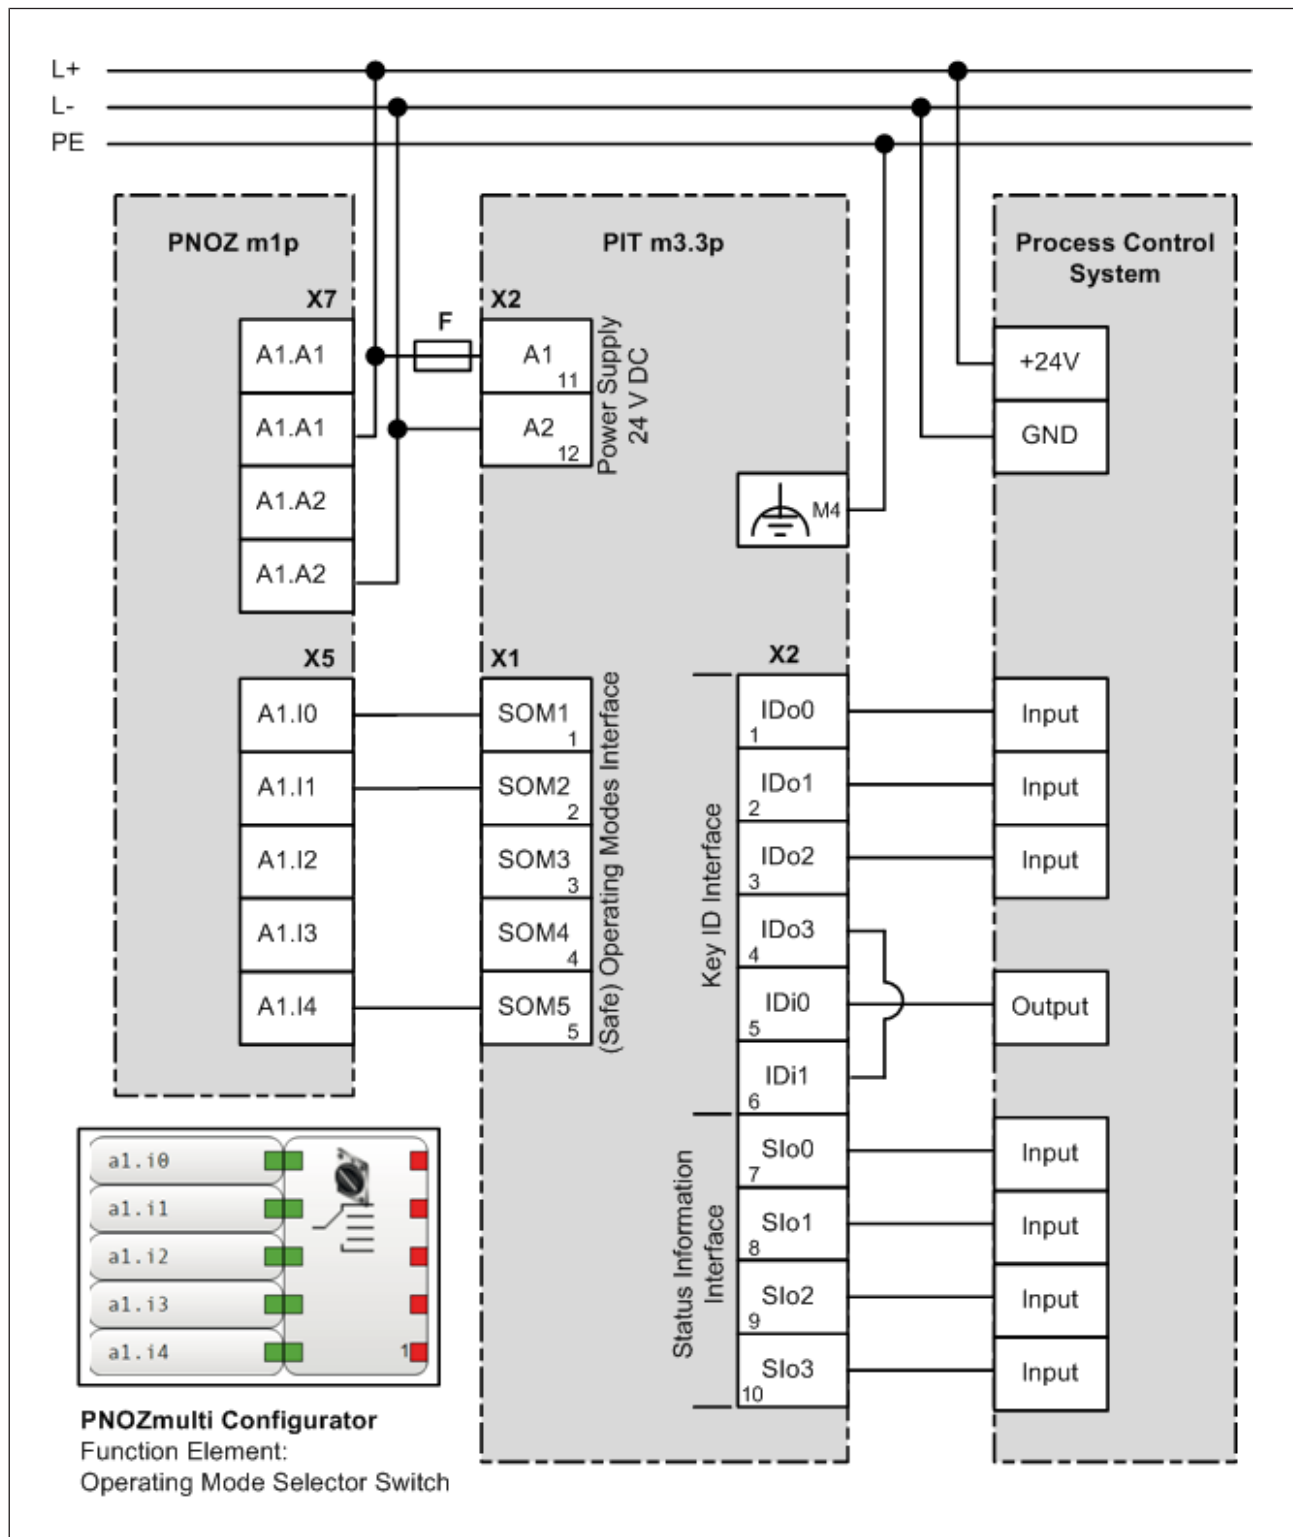 L+
L-
PE
PNOZ m1p
PIT m3.3p
Process Control
System
X7
A1.A1
A1.A1
A1.A2
A1.A2
F
X2
A1
11
A2
12
Power Supply
24 V DC
M4
+24V
GND
X5
A1.I0
A1.I1
A1.I2
A1.I3
A1.I4
X1
SOM1
1
SOM2
2
SOM3
3
SOM4
4
SOM5
5
(Safe) Operating Modes Interface
X2
Key ID Interface
IDo0
1
IDo1
2
IDo2
3
IDo3
4
IDi0
5
IDi1
6
Status Information
Interface
SIo0
7
SIo1
8
SIo2
9
SIo3
10
Input
Input
Input
Output
Input
Input
Input
Input
a1.i0
a1.i1
a1.i2
a1.i3
a1.i4
1
PNOZmulti Configurator
Function Element:
Operating Mode Selector Switch